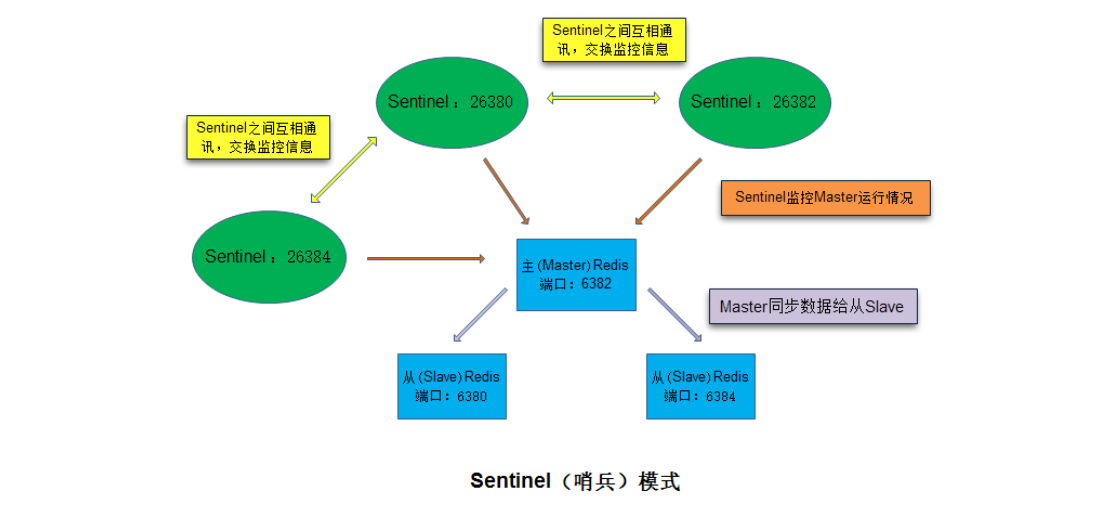 Sentinel之间互相通
讯，交换监控信息
Sentinel：26380
Sentinel：26382
Sentinel之间互相通
讯，交换监控信息
Sentinel监控Master运行情况
Sentinel：26384
主(Master)Redis
端口：6382
Master同步数据给从Slave
从(Slave)Redis
端口：6380
从(Slave)Redis
端口：6384
Sentinel（哨兵）模式